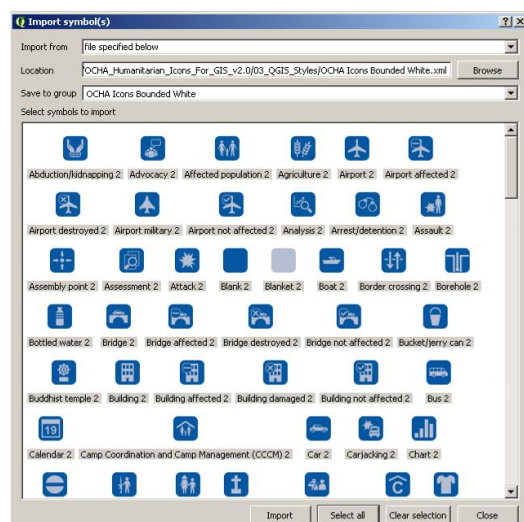 Import symbol(s)
Import from file specified below
Location 'OCHA_Humanitarian_Icons_For_GIS_v2.0/03_QGIS_Styles/OCHA Icons Bounded White.xml Browse
Save to group OCHA Icons Bounded White
Select symbols to import
Abduction/kidnapping 2 Advocacy 2 Affected population 2 Agriculture 2 Airport 2 Airport affected 2
Airport destroyed 2 Airport military 2 Airport not affected 2 Analysis 2 Arrest/detention 2 Assault 2
Assembly point 2 Assessment 2 Attack 2 Blank 2 Blanket 2 Boat 2 Border crossing 2 Borehole 2
Bottled water 2 Bridge 2 Bridge affected 2 Bridge destroyed 2 Bridge not affected 2 Bucket/jerry can 2
Buddhist temple 2 Building 2 Building affected 2 Building damaged 2 Building not affected 2 Bus 2
19
Calendar 2 Camp Coordination and Camp Management (CCCM) 2 Car 2 Carjacking 2 Chart 2
C
Import Select all Clear selection Close